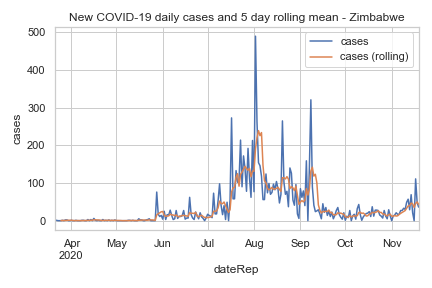 New COVID-19 daily cases and 5 day rolling mean - Zimbabwe
cases
cases (rolling)
500
400
300
200
100
0
cases
Apr
2020
May
Jun
Jul
Aug
Sep
Oct
Nov
dateRep